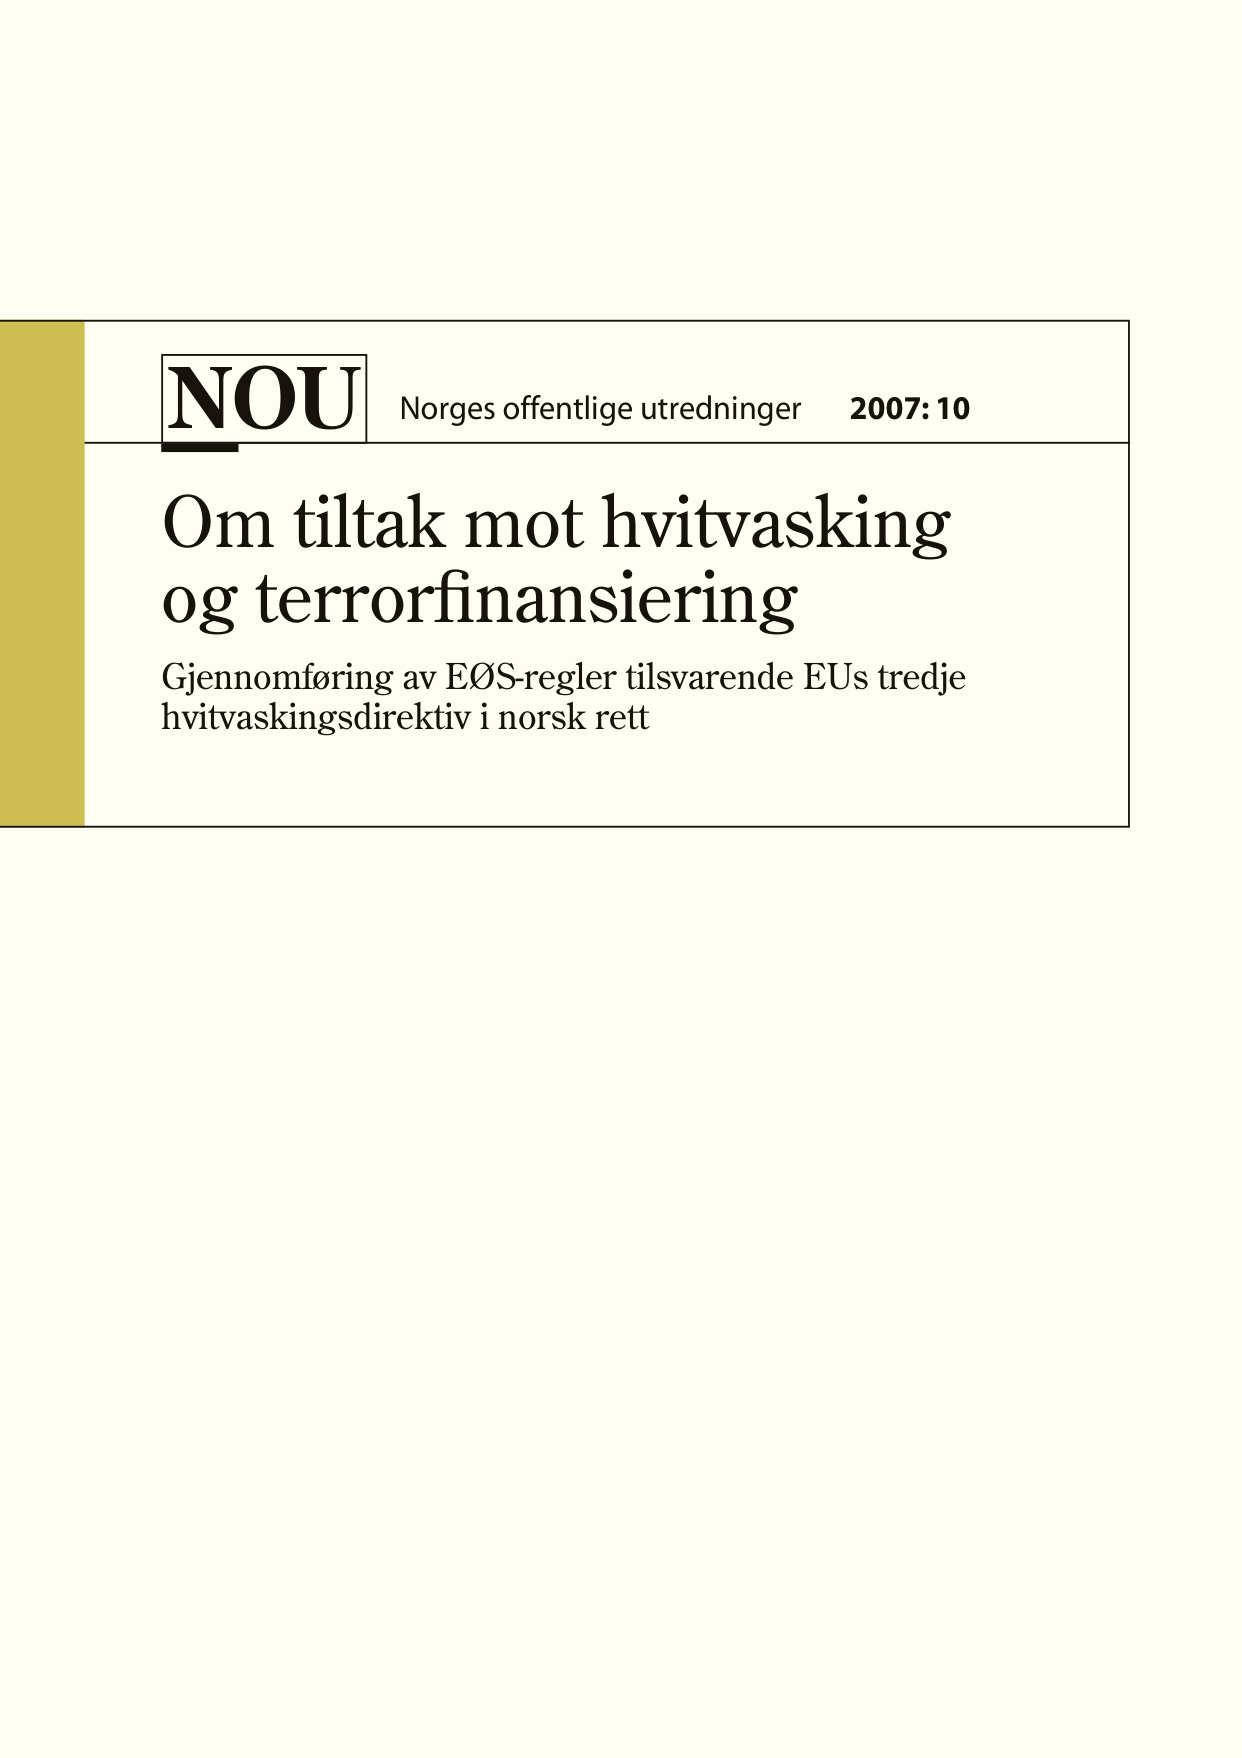 NOU Norges offentlige utredninger 2007: 10
Om tiltak mot hvitvasking
og terrorfinansiering
Gjennomføring av EØS-regler tilsvarende EUs tredje
hvitvaskingsdirektiv i norsk rett